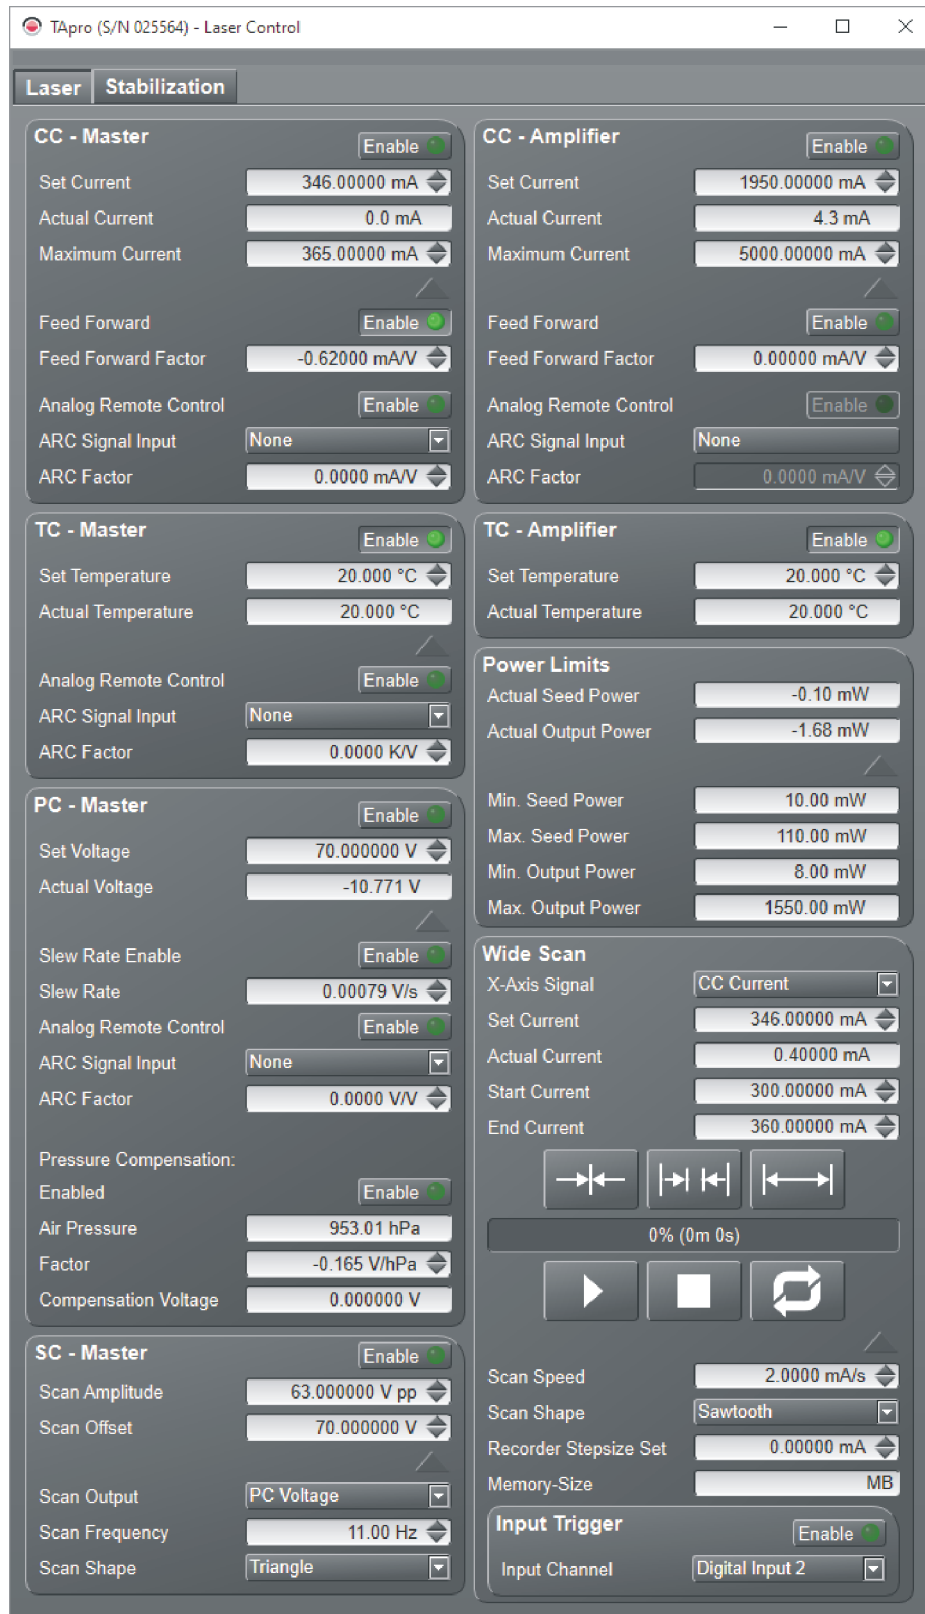 TApro (S/N 025564) - Laser Control
Laser
Stabilization
CC - Master
Enable
Set Current
346.00000 mA
Actual Current
0.0 mA
Maximum Current
365.00000 mA
Feed Forward
Enable
Feed Forward Factor
-0.62000 mA/V
Analog Remote Control
Enable
ARC Signal Input
None
ARC Factor
0.0000 mA/V
TC - Master
Enable
Set Temperature
20.000 °C
Actual Temperature
20.000 °C
Analog Remote Control
Enable
ARC Signal Input
None
ARC Factor
0.0000 K/V
PC - Master
Enable
Set Voltage
70.000000 V
Actual Voltage
-10.771 V
Slew Rate Enable
Enable
Slew Rate
0.00079 V/s
Analog Remote Control
Enable
ARC Signal Input
None
ARC Factor
0.0000 V/V
Pressure Compensation:
Enabled
Enable
Air Pressure
953.01 hPa
Factor
-0.165 V/hPa
Compensation Voltage
0.000000 V
SC - Master
Enable
Scan Amplitude
63.000000 V pp
Scan Offset
70.000000 V
Scan Output
PC Voltage
Scan Frequency
11.00 Hz
Scan Shape
Triangle
CC - Amplifier
Enable
Set Current
1950.00000 mA
Actual Current
4.3 mA
Maximum Current
5000.00000 mA
Feed Forward
Enable
Feed Forward Factor
0.00000 mA/V
Analog Remote Control
Enable
ARC Signal Input
None
ARC Factor
0.0000 mA/V
TC - Amplifier
Enable
Set Temperature
20.000 °C
Actual Temperature
20.000 °C
Power Limits
Actual Seed Power
-0.10 mW
Actual Output Power
-1.68 mW
Min. Seed Power
10.00 mW
Max. Seed Power
110.00 mW
Min. Output Power
8.00 mW
Max. Output Power
1550.00 mW
Wide Scan
X-Axis Signal
CC Current
Set Current
346.00000 mA
Actual Current
0.40000 mA
Start Current
300.00000 mA
End Current
360.00000 mA
0% (0m 0s)
Scan Speed
2.0000 mA/s
Scan Shape
Sawtooth
Recorder Stepsize Set
0.00000 mA
Memory-Size
MB
Input Trigger
Enable
Input Channel
Digital Input 2